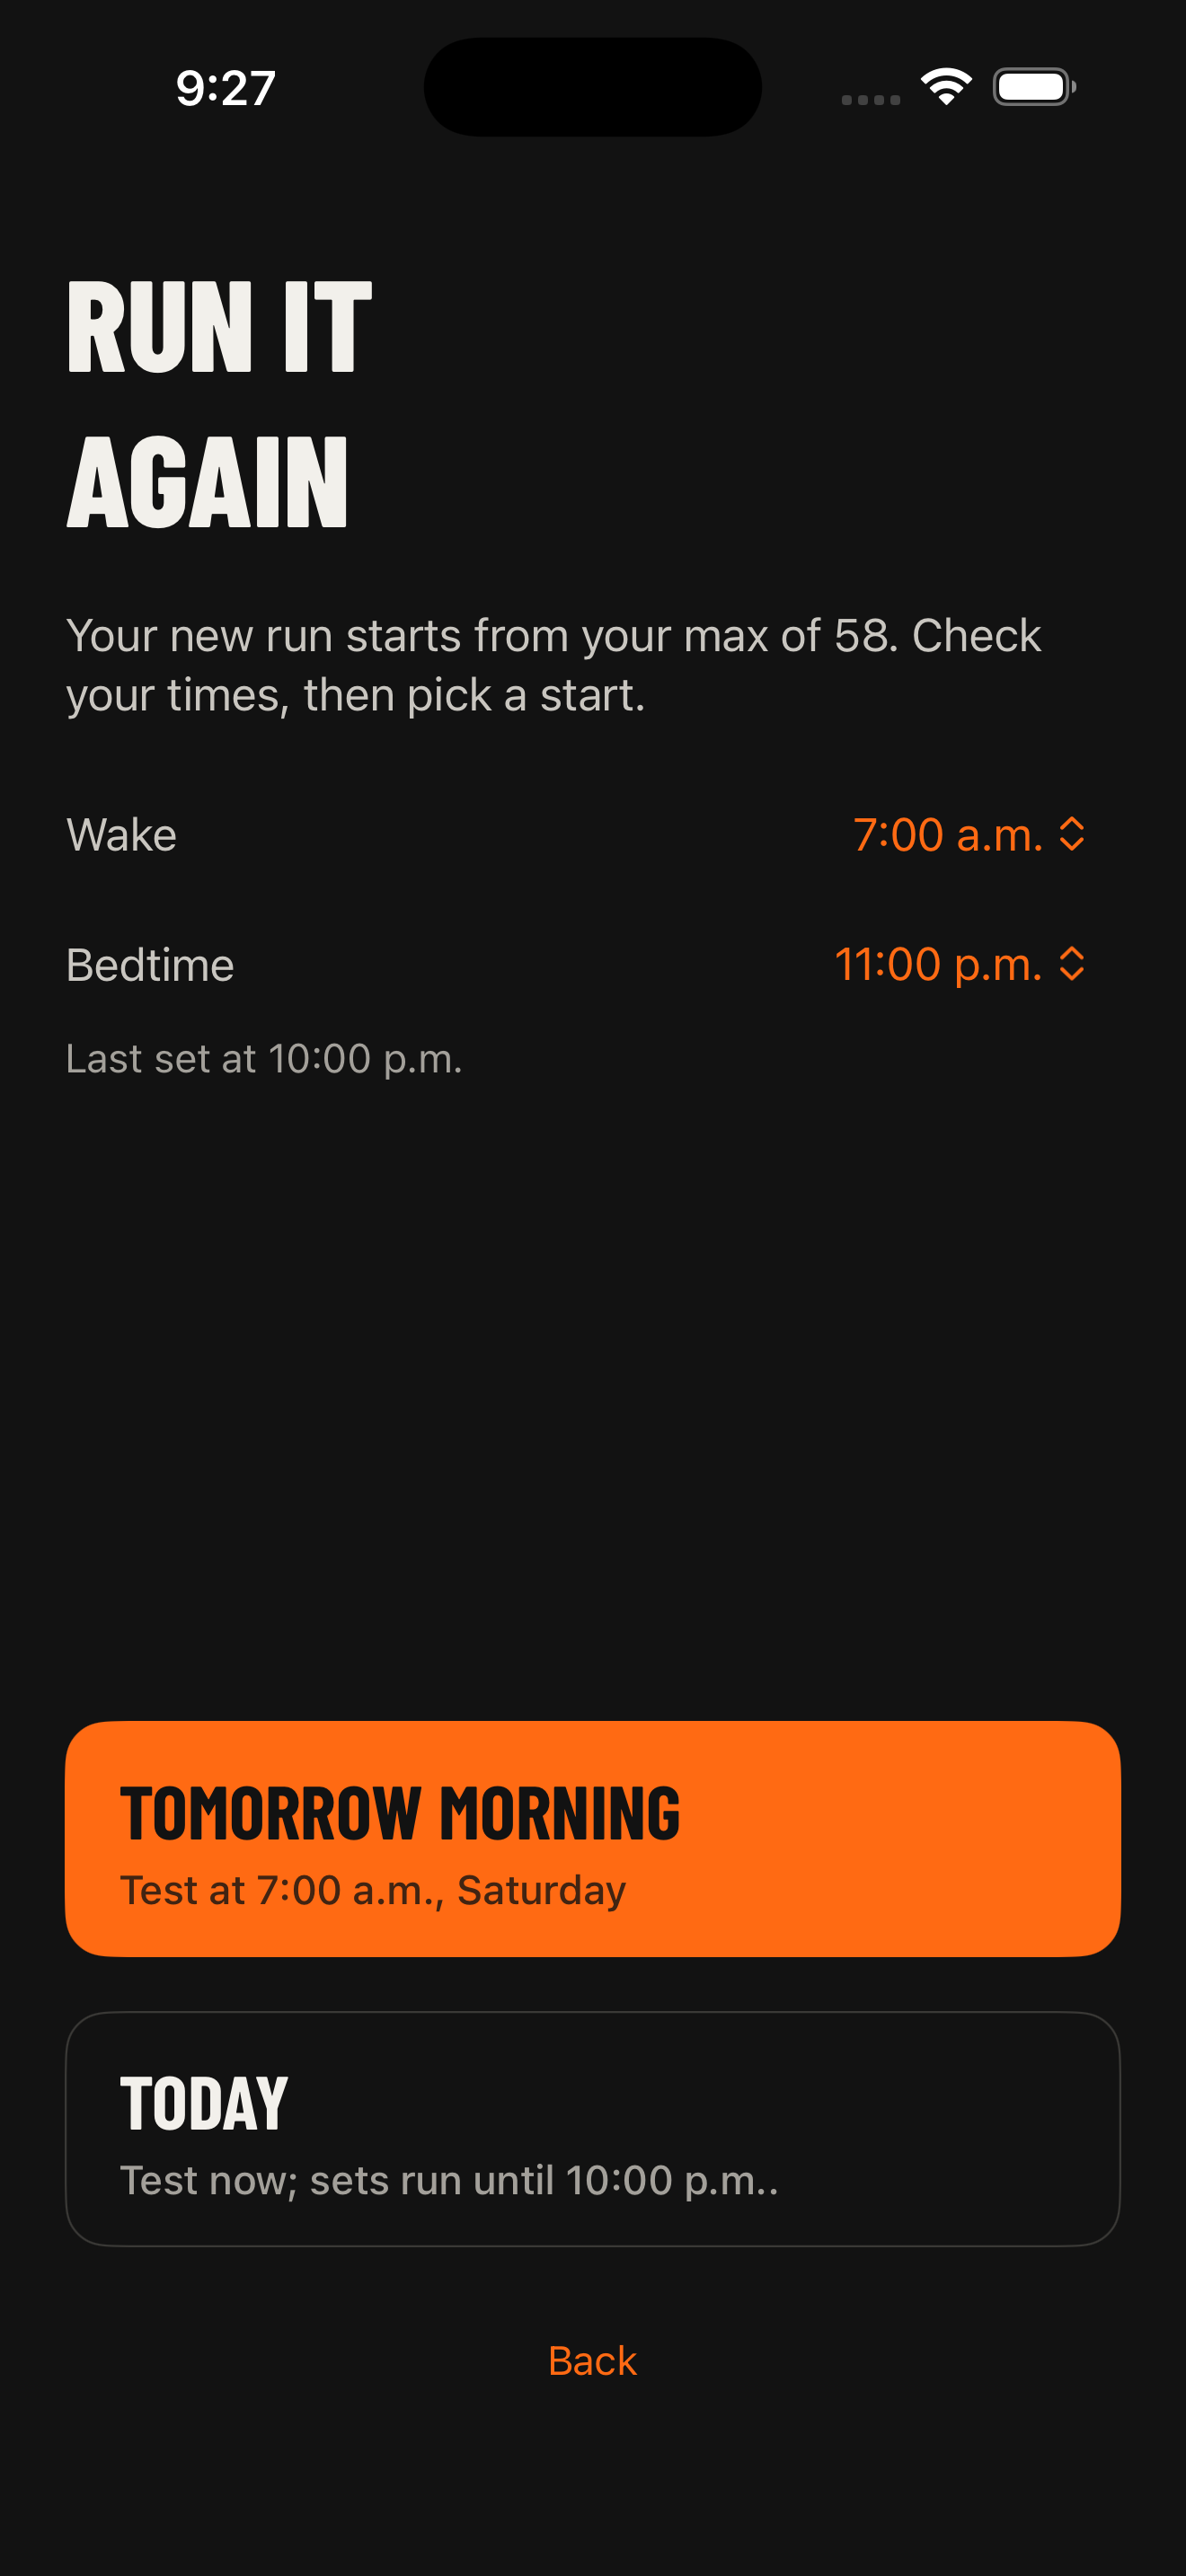 9:27
RUN IT
AGAIN
Your new run starts from your max of 58. Check
your times, then pick a start.
Wake 7:00 a.m.
Bedtime 11:00 p.m.
Last set at 10:00 p.m.
TOMORROW MORNING
Test at 7:00 a.m., Saturday
TODAY
Test now; sets run until 10:00 p.m..
Back